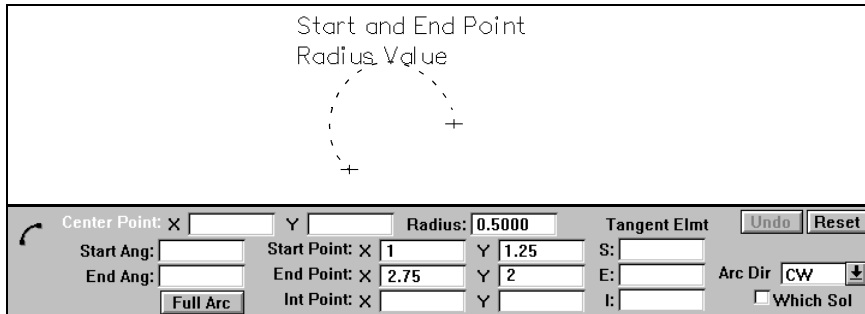 Start and End Point
Radius Value
Center Point: X Y Radius: 0.5000 Tangent Elmt Undo Reset
Start Ang: Start Point: X 1 Y 1.25 S:
End Ang: End Point: X 2.75 Y 2 E: Arc Dir CW
Full Arc Int Point: X Y I: Which Sol